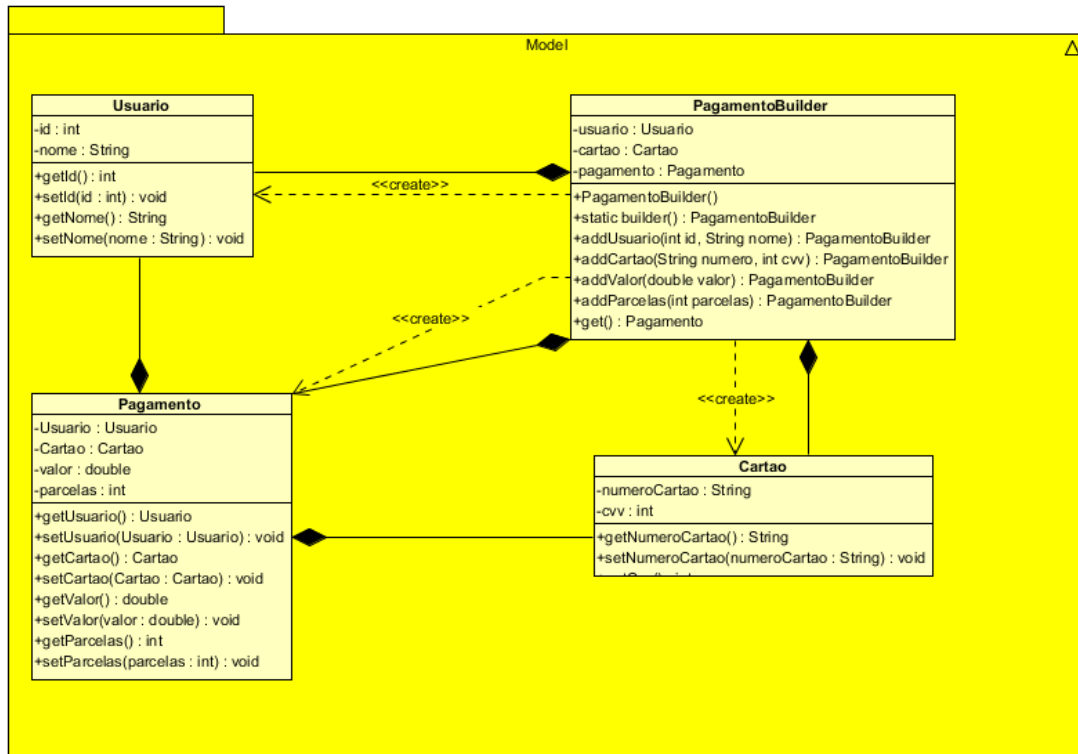 Model
Usuario
-id : int
-nome : String
+getId() : int
+setId(id : int) : void
+getNome() : String
+setNome(nome : String) : void
PagamentoBuilder
-usuario : Usuario
-cartao : Cartao
-pagamento : Pagamento
+PagamentoBuilder()
+static builder() : PagamentoBuilder
+addUsuario(int id, String nome) : PagamentoBuilder
+addCartao(String numero, int cvv) : PagamentoBuilder
+addValor(double valor) : PagamentoBuilder
+addParcelas(int parcelas) : PagamentoBuilder
+get() : Pagamento
<<create>>
<<create>>
<<create>>
Pagamento
-Usuario : Usuario
-Cartao : Cartao
-valor : double
-parcelas : int
+getUsuario() : Usuario
+setUsuario(Usuario : Usuario) : void
+getCartao() : Cartao
+setCartao(Cartao : Cartao) : void
+getValor() : double
+setValor(valor : double) : void
+getParcelas() : int
+setParcelas(parcelas : int) : void
Cartao
-numeroCartao : String
-cvv : int
+getNumeroCartao() : String
+setNumeroCartao(numeroCartao : String) : void